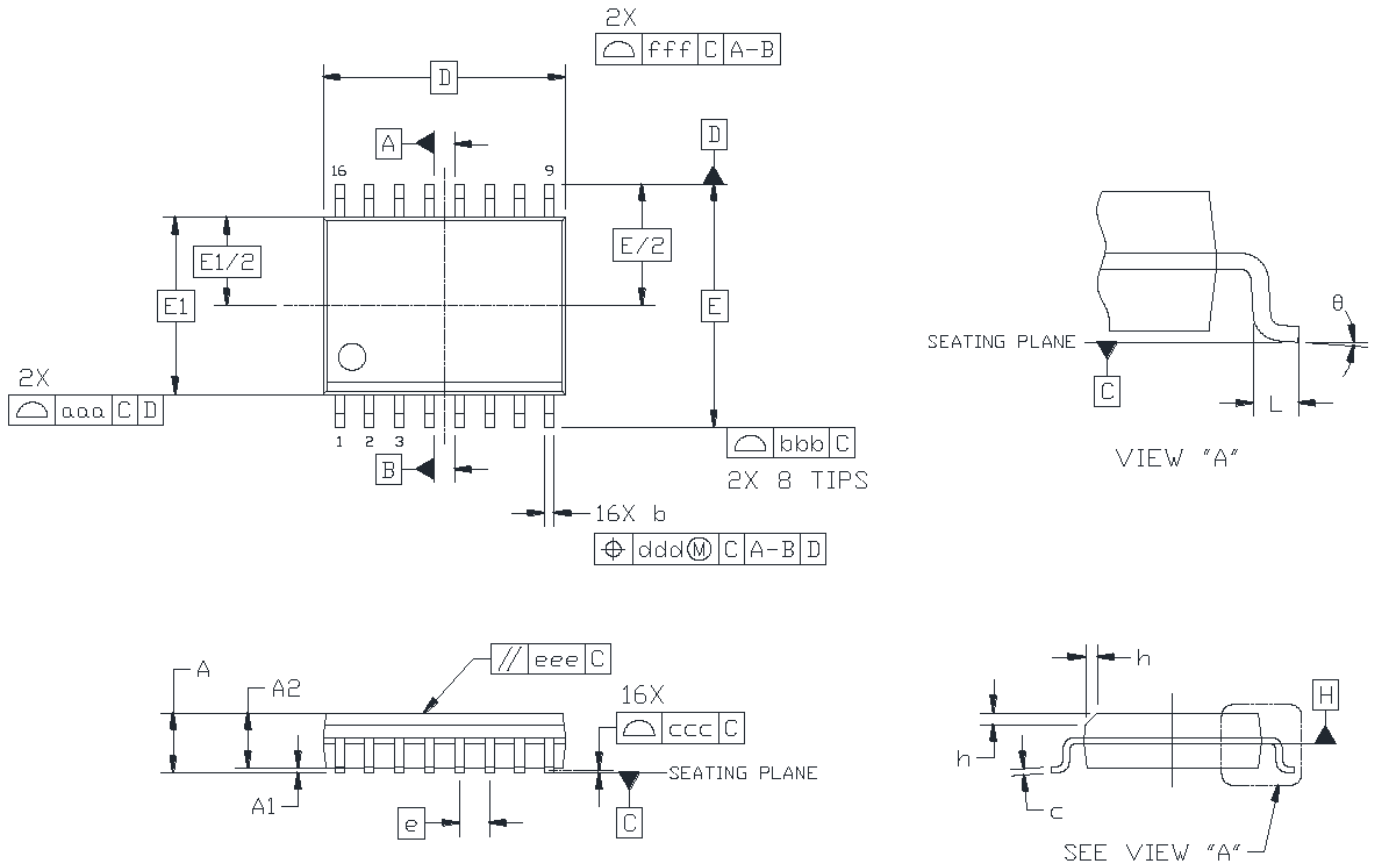 2X
⌓ fff C A-B
D
A
D
16
9
E1/2
E/2
E1
E
2X
⌓ aaa C D
1 2 3
B
⌓ bbb C
2X 8 TIPS
16X b
⌖ ddd Ⓜ C A-B D
θ
SEATING PLANE
C
L
VIEW "A"
// eee C
A
A2
16X
⌓ ccc C
SEATING PLANE
A1
e
C
h
H
h
c
SEE VIEW "A"